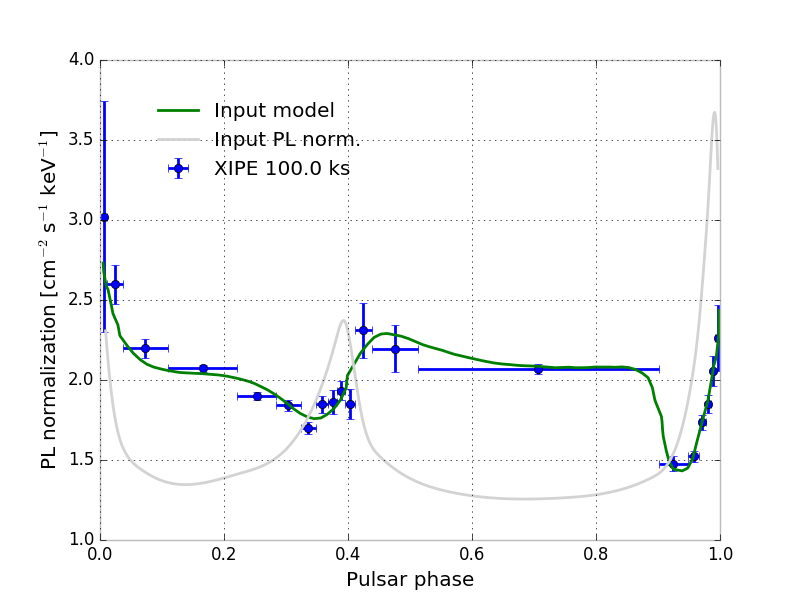 4.0
3.5
3.0
2.5
2.0
1.5
1.0
PL normalization [cm⁻² s⁻¹ keV⁻¹]
Input model
Input PL norm.
XIPE 100.0 ks
0.0 0.2 0.4 0.6 0.8 1.0
Pulsar phase